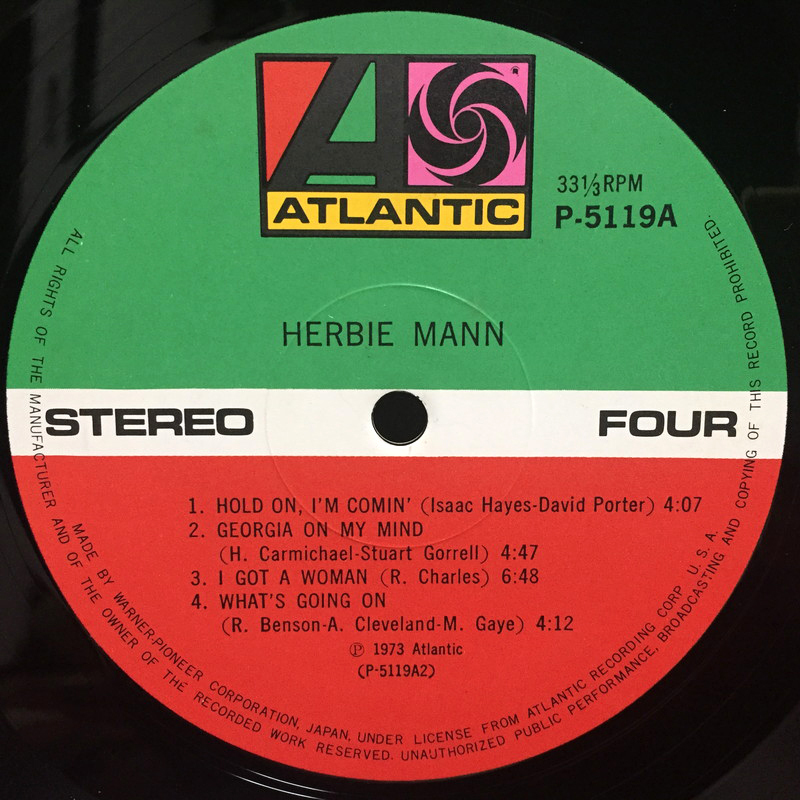 ATLANTIC
®
33⅓RPM
P-5119A
HERBIE MANN
STEREO
FOUR
1. HOLD ON, I'M COMIN' (Isaac Hayes-David Porter) 4:07
2. GEORGIA ON MY MIND
(H. Carmichael-Stuart Gorrell) 4:47
3. I GOT A WOMAN (R. Charles) 6:48
4. WHAT'S GOING ON
(R. Benson-A. Cleveland-M. Gaye) 4:12
Ⓟ 1973 Atlantic
(P-5119A2)
MADE BY WARNER-PIONEER CORPORATION, JAPAN, UNDER LICENSE FROM ATLANTIC RECORDING CORP. U.S.A.
ALL RIGHTS OF THE MANUFACTURER AND OF THE OWNER OF THE RECORDED WORK RESERVED. UNAUTHORIZED PUBLIC PERFORMANCE, BROADCASTING AND COPYING OF THIS RECORD PROHIBITED.